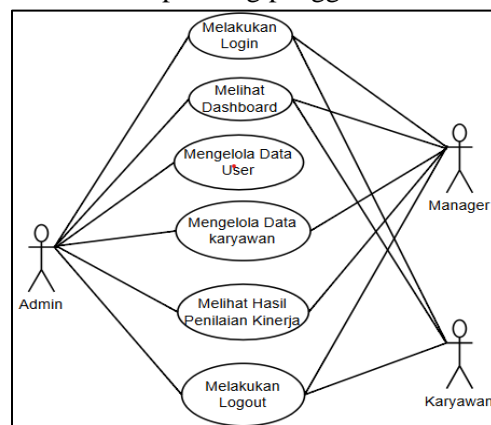 Melakukan
Login
Melihat
Dashboard
Mengelola Data
User
Mengelola Data
karyawan
Melihat Hasil
Penilaian Kinerja
Melakukan
Logout
Admin
Manager
Karyawan